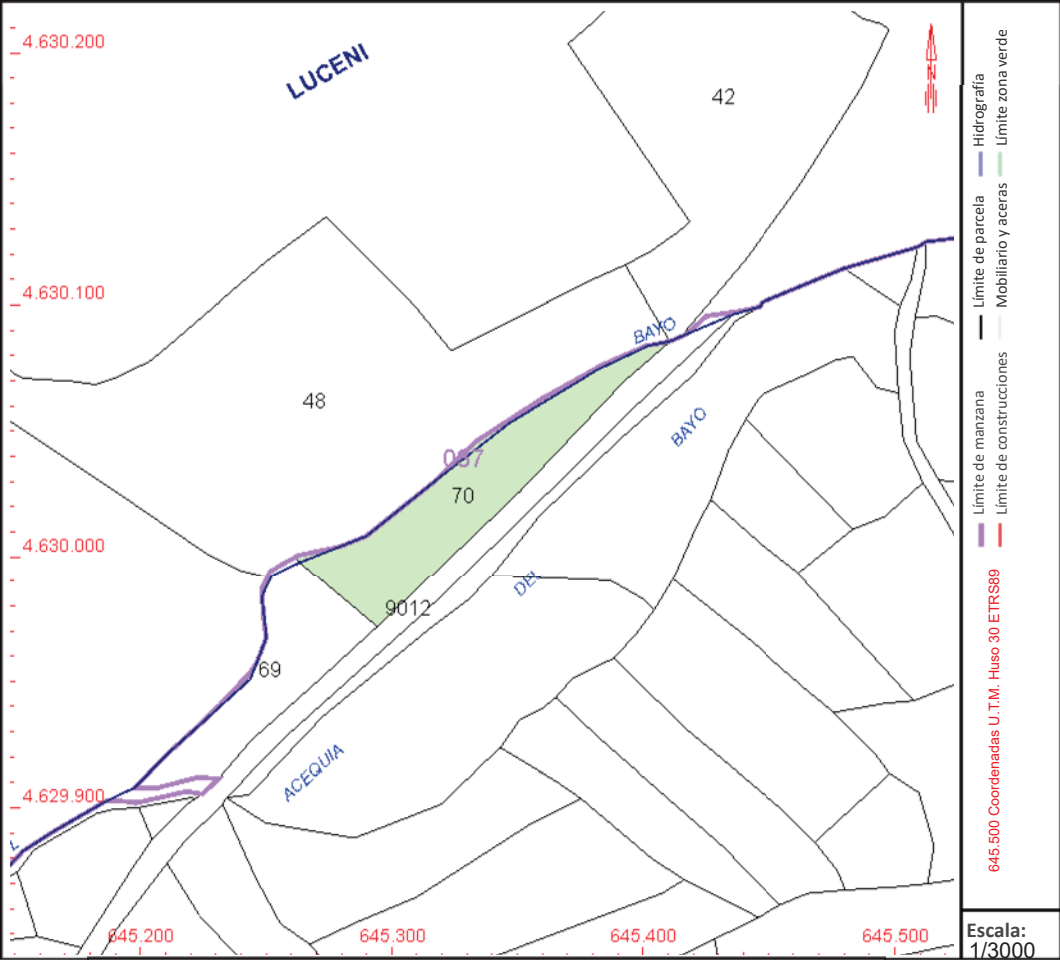 4.630.200
LUCENI
42
4.630.100
BAYO
48
BAYO
70
4.630.000
DEL
9012
69
ACEQUIA
4.629.900
L
645.200
645.300
645.400
645.500
N
Hidrografía
Límite zona verde
Límite de parcela
Mobiliario y aceras
Límite de manzana
Límite de construcciones
645.500 Coordenadas U.T.M. Huso 30 ETRS89
Escala:
1/3000